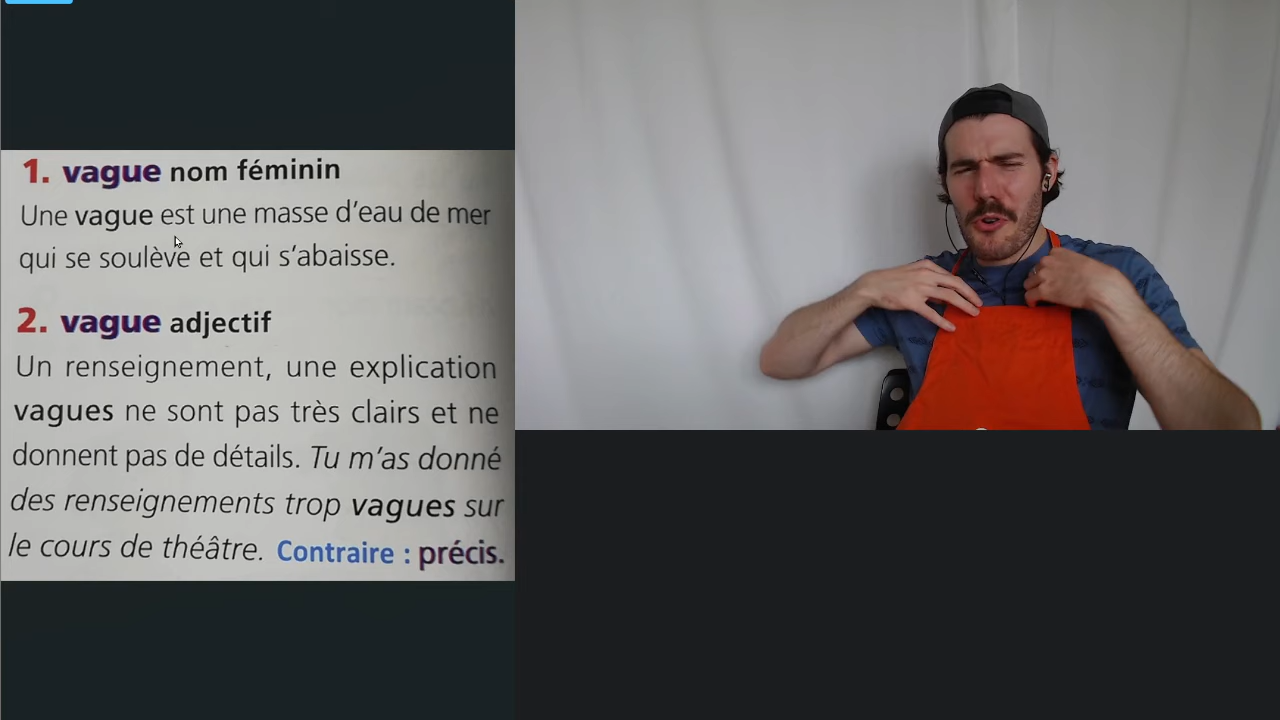 1. vague nom féminin
Une vague est une masse d'eau de mer
qui se soulève et qui s'abaisse.
2. vague adjectif
Un renseignement, une explication
vagues ne sont pas très clairs et ne
donnent pas de détails. Tu m'as donné
des renseignements trop vagues sur
le cours de théâtre. Contraire : précis.